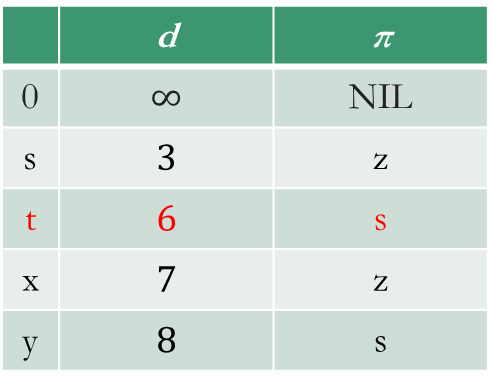 d π
0 ∞ NIL
s 3 z
t 6 s
x 7 z
y 8 s